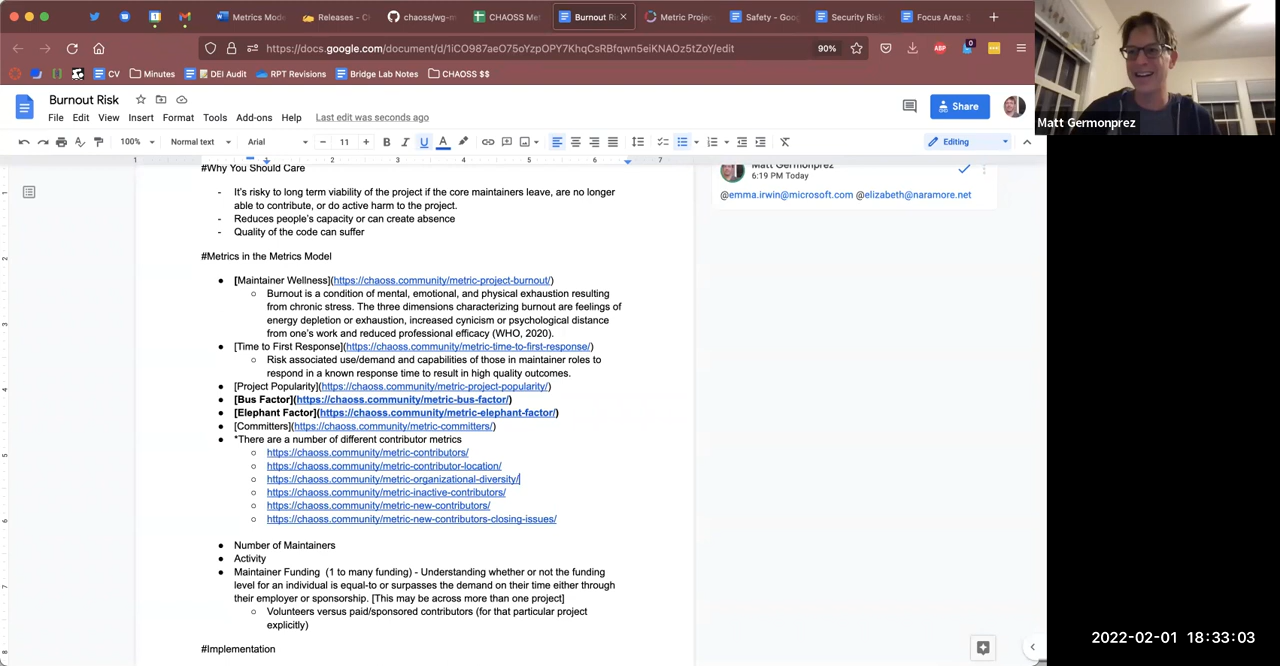 Metrics Mode
Releases - C
chaoss/wg-m
CHAOSS Me
Burnout Ri
Metric Proje
Safety - Goo
Security Risk
Focus Area: S
https://docs.google.com/document/d/1iCO987aeO75oYzpOPY7KhqCsRBfqwn5eiKNAOz5tZoY/edit
90%
ABP
0
CV
Minutes
DEI Audit
RPT Revisions
Bridge Lab Notes
CHAOSS $$
Burnout Risk
File Edit View Insert Format Tools Add-ons Help Last edit was seconds ago
Share
100% Normal text Arial 11 B I U A Editing
1 1 2 3 4 5 6 7
#Why You Should Care
- It's risky to long term viability of the project if the core maintainers leave, are no longer
able to contribute, or do active harm to the project.
- Reduces people's capacity or can create absence
- Quality of the code can suffer
#Metrics in the Metrics Model
● [Maintainer Wellness](https://chaoss.community/metric-project-burnout/)
○ Burnout is a condition of mental, emotional, and physical exhaustion resulting
from chronic stress. The three dimensions characterizing burnout are feelings of
energy depletion or exhaustion, increased cynicism or psychological distance
from one's work and reduced professional efficacy (WHO, 2020).
● [Time to First Response](https://chaoss.community/metric-time-to-first-response/)
○ Risk associated use/demand and capabilities of those in maintainer roles to
respond in a known response time to result in high quality outcomes.
● [Project Popularity](https://chaoss.community/metric-project-popularity/)
● [Bus Factor](https://chaoss.community/metric-bus-factor/)
● [Elephant Factor](https://chaoss.community/metric-elephant-factor/)
● [Committers](https://chaoss.community/metric-committers/)
● *There are a number of different contributor metrics
○ https://chaoss.community/metric-contributors/
○ https://chaoss.community/metric-contributor-location/
○ https://chaoss.community/metric-organizational-diversity/
○ https://chaoss.community/metric-inactive-contributors/
○ https://chaoss.community/metric-new-contributors/
○ https://chaoss.community/metric-new-contributors-closing-issues/
● Number of Maintainers
● Activity
● Maintainer Funding (1 to many funding) - Understanding whether or not the funding
level for an individual is equal-to or surpasses the demand on their time either through
their employer or sponsorship. [This may be across more than one project]
○ Volunteers versus paid/sponsored contributors (for that particular project
explicitly)
#Implementation
Matt Germonprez
6:19 PM Today
@emma.irwin@microsoft.com @elizabeth@naramore.net
Matt Germonprez
2022-02-01 18:33:03